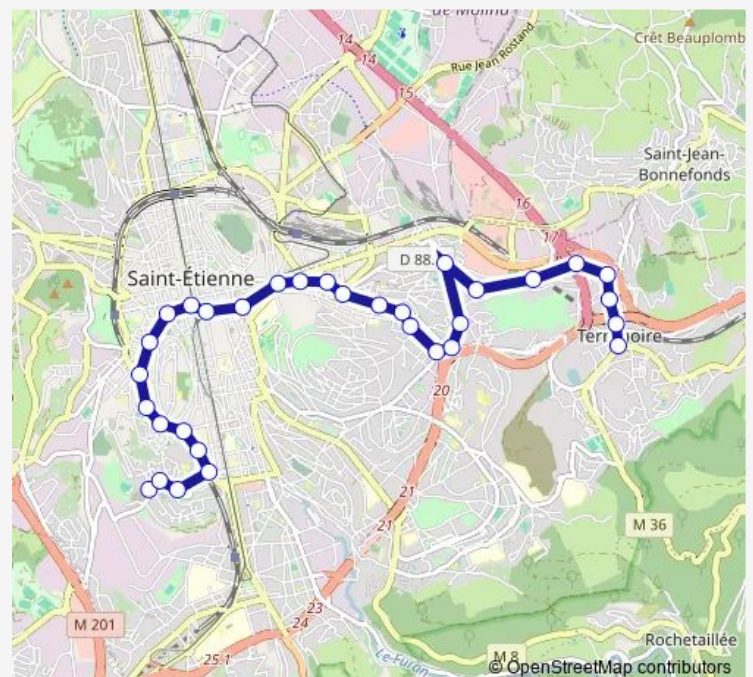 de Molina
Crêt Beauplomb
14
14
Rue Jean Rostand
15
Saint-Jean-
Bonnefonds
16
17
D 88
Saint-Étienne
20
21
M 36
21
23
24
M 201
25.1
Le Furan
M 8
Rochetaillée
© OpenStreetMap contributors